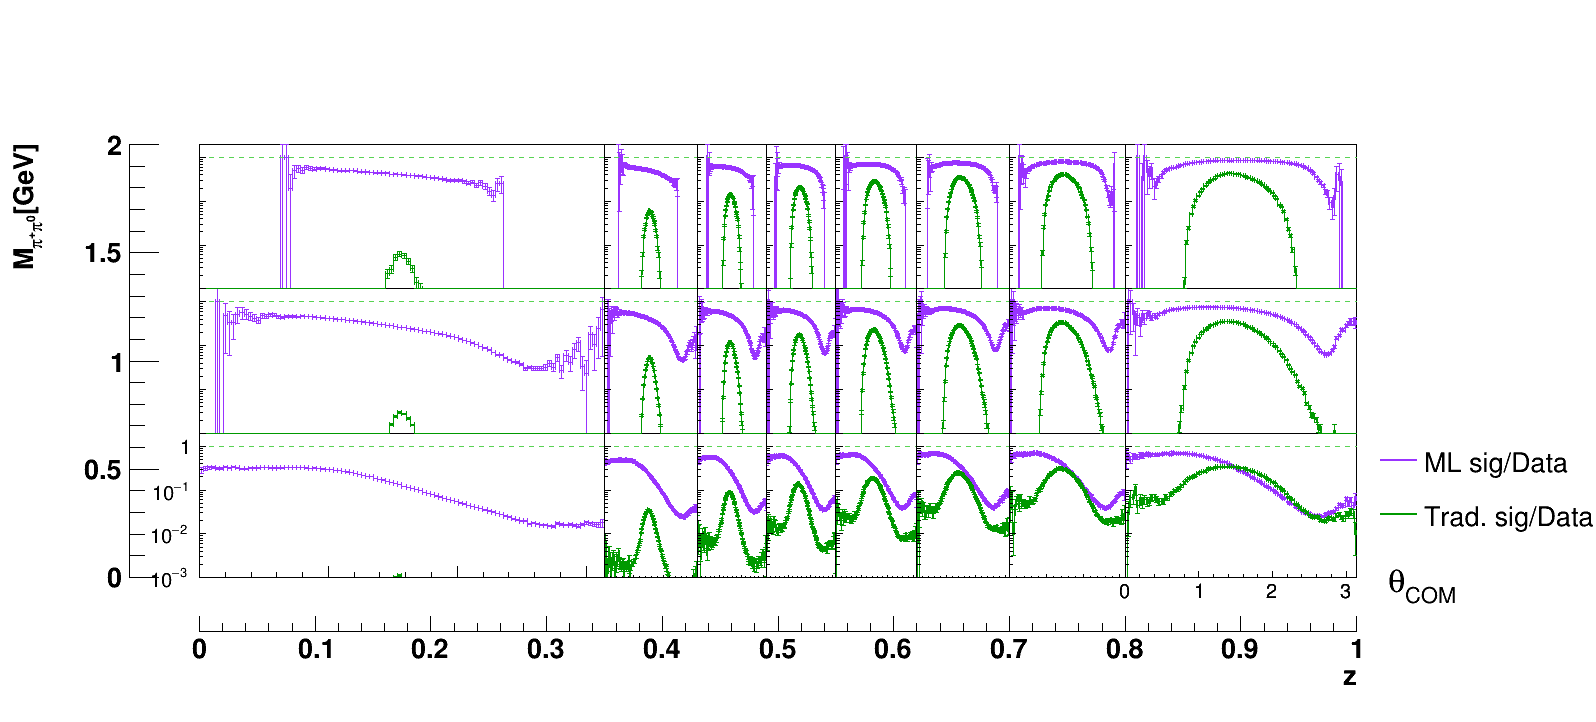 M π⁺π⁰ [GeV]
2
1.5
1
0.5
0
1
10⁻¹
10⁻²
10⁻³
ML sig/Data
Trad. sig/Data
0 1 2 3
θ COM
0 0.1 0.2 0.3 0.4 0.5 0.6 0.7 0.8 0.9 1
z